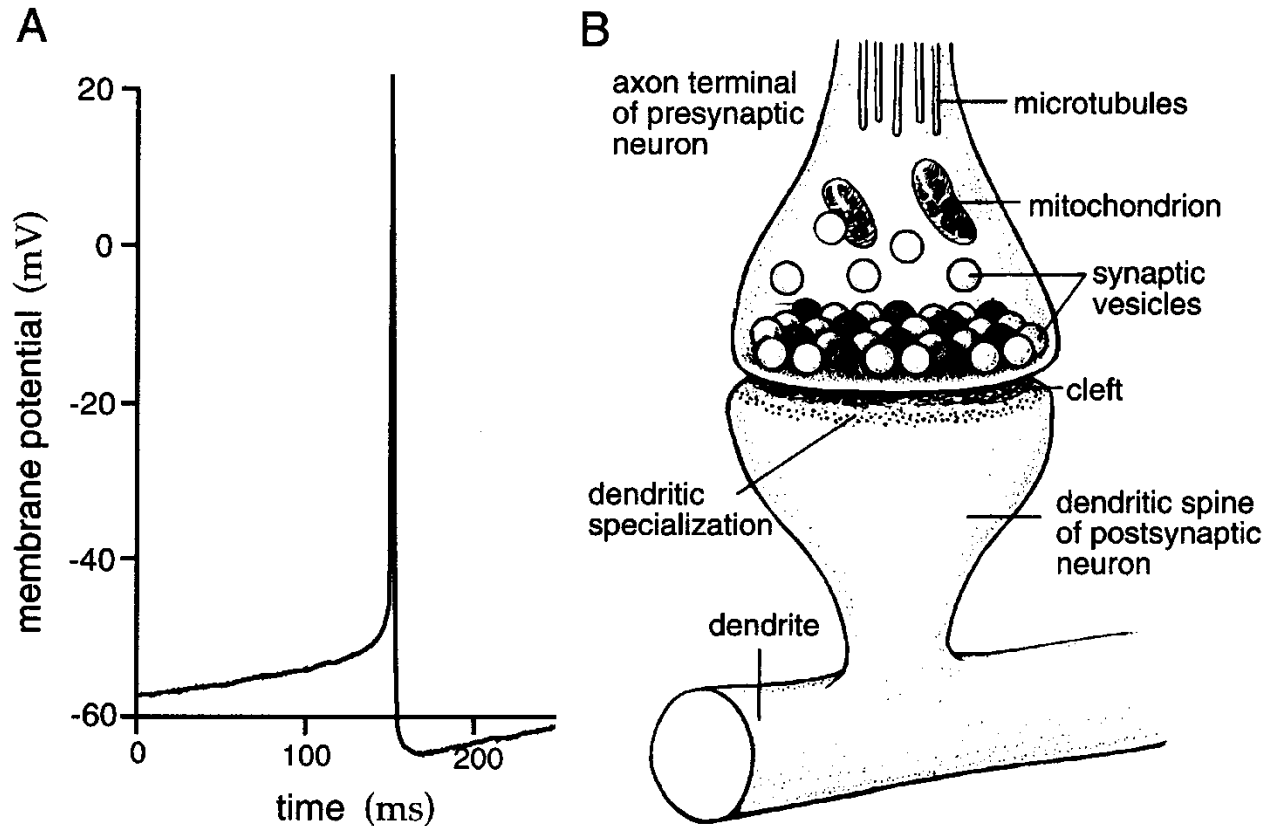 A
20
0
-20
-40
-60
0
100
200
membrane potential (mV)
time (ms)
B
axon terminal
of presynaptic
neuron
microtubules
mitochondrion
synaptic
vesicles
cleft
dendritic
specialization
dendritic spine
of postsynaptic
neuron
dendrite